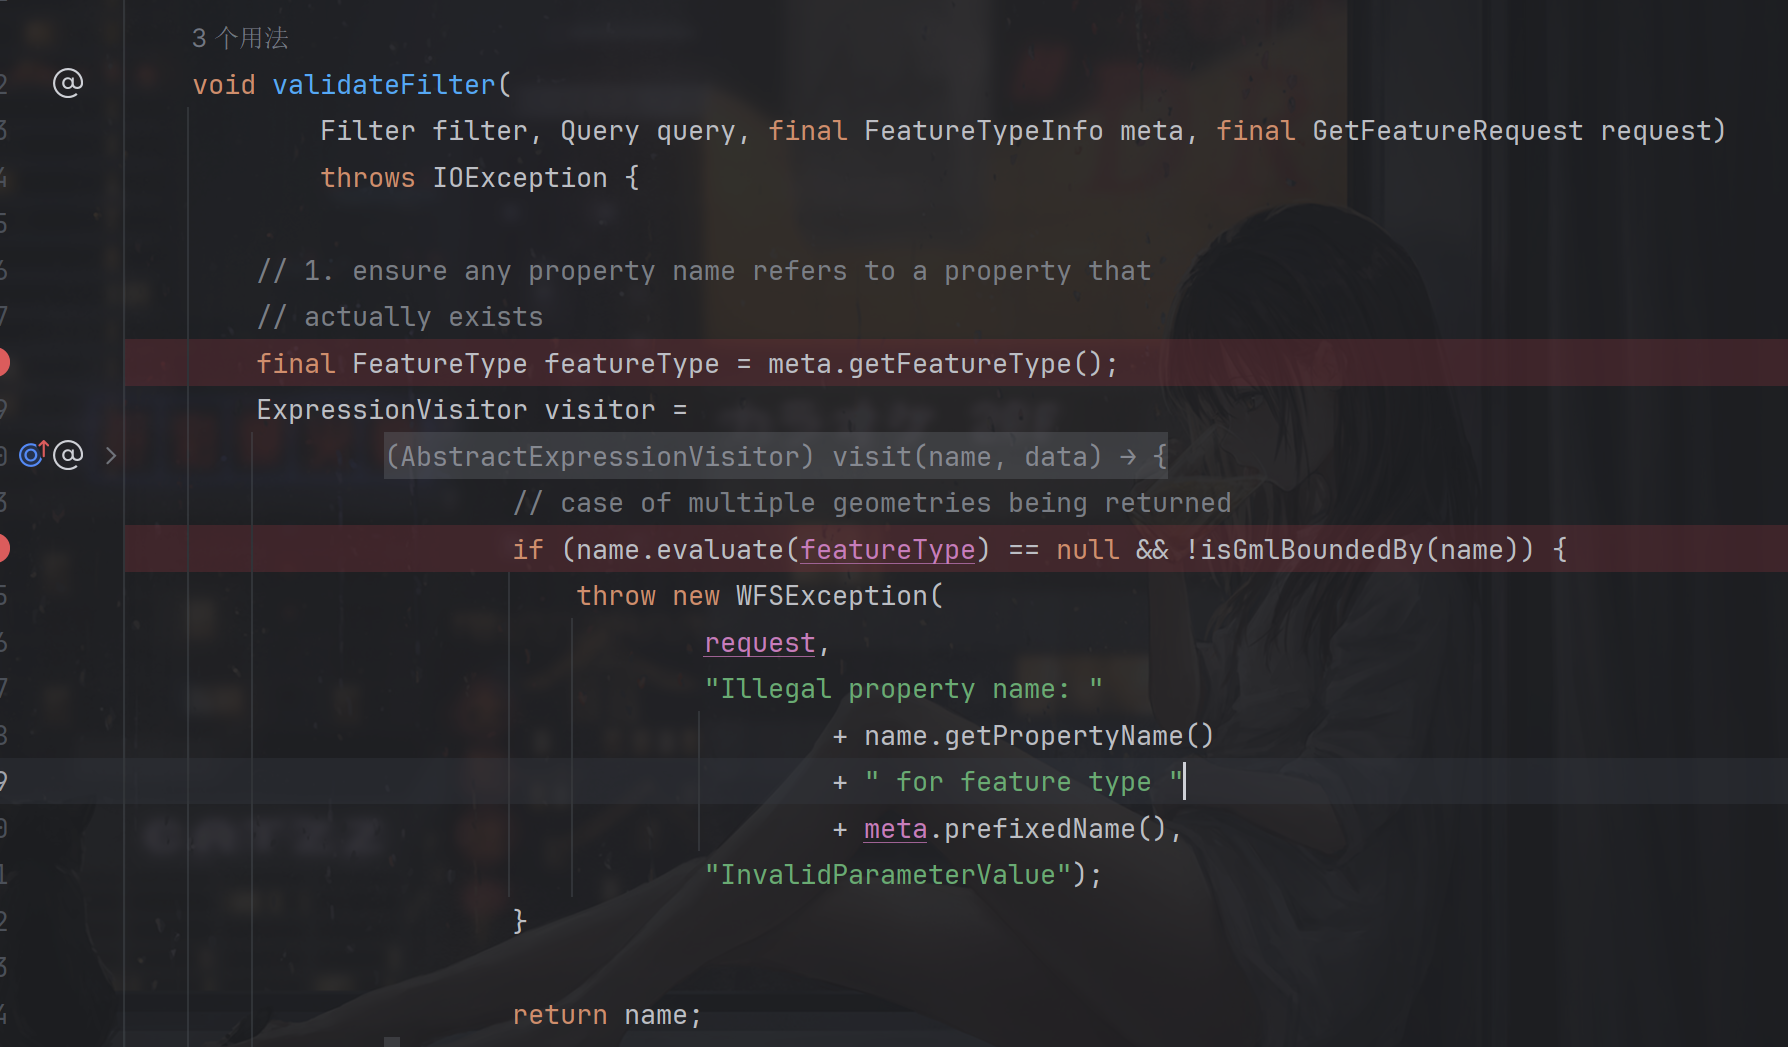 3 个用法
void validateFilter(
Filter filter, Query query, final FeatureTypeInfo meta, final GetFeatureRequest request)
throws IOException {
// 1. ensure any property name refers to a property that
// actually exists
final FeatureType featureType = meta.getFeatureType();
ExpressionVisitor visitor =
(AbstractExpressionVisitor) visit(name, data) → {
// case of multiple geometries being returned
if (name.evaluate(featureType) == null && !isGmlBoundedBy(name)) {
throw new WFSException(
request,
"Illegal property name: "
+ name.getPropertyName()
+ " for feature type "
+ meta.prefixedName(),
"InvalidParameterValue");
}
return name;